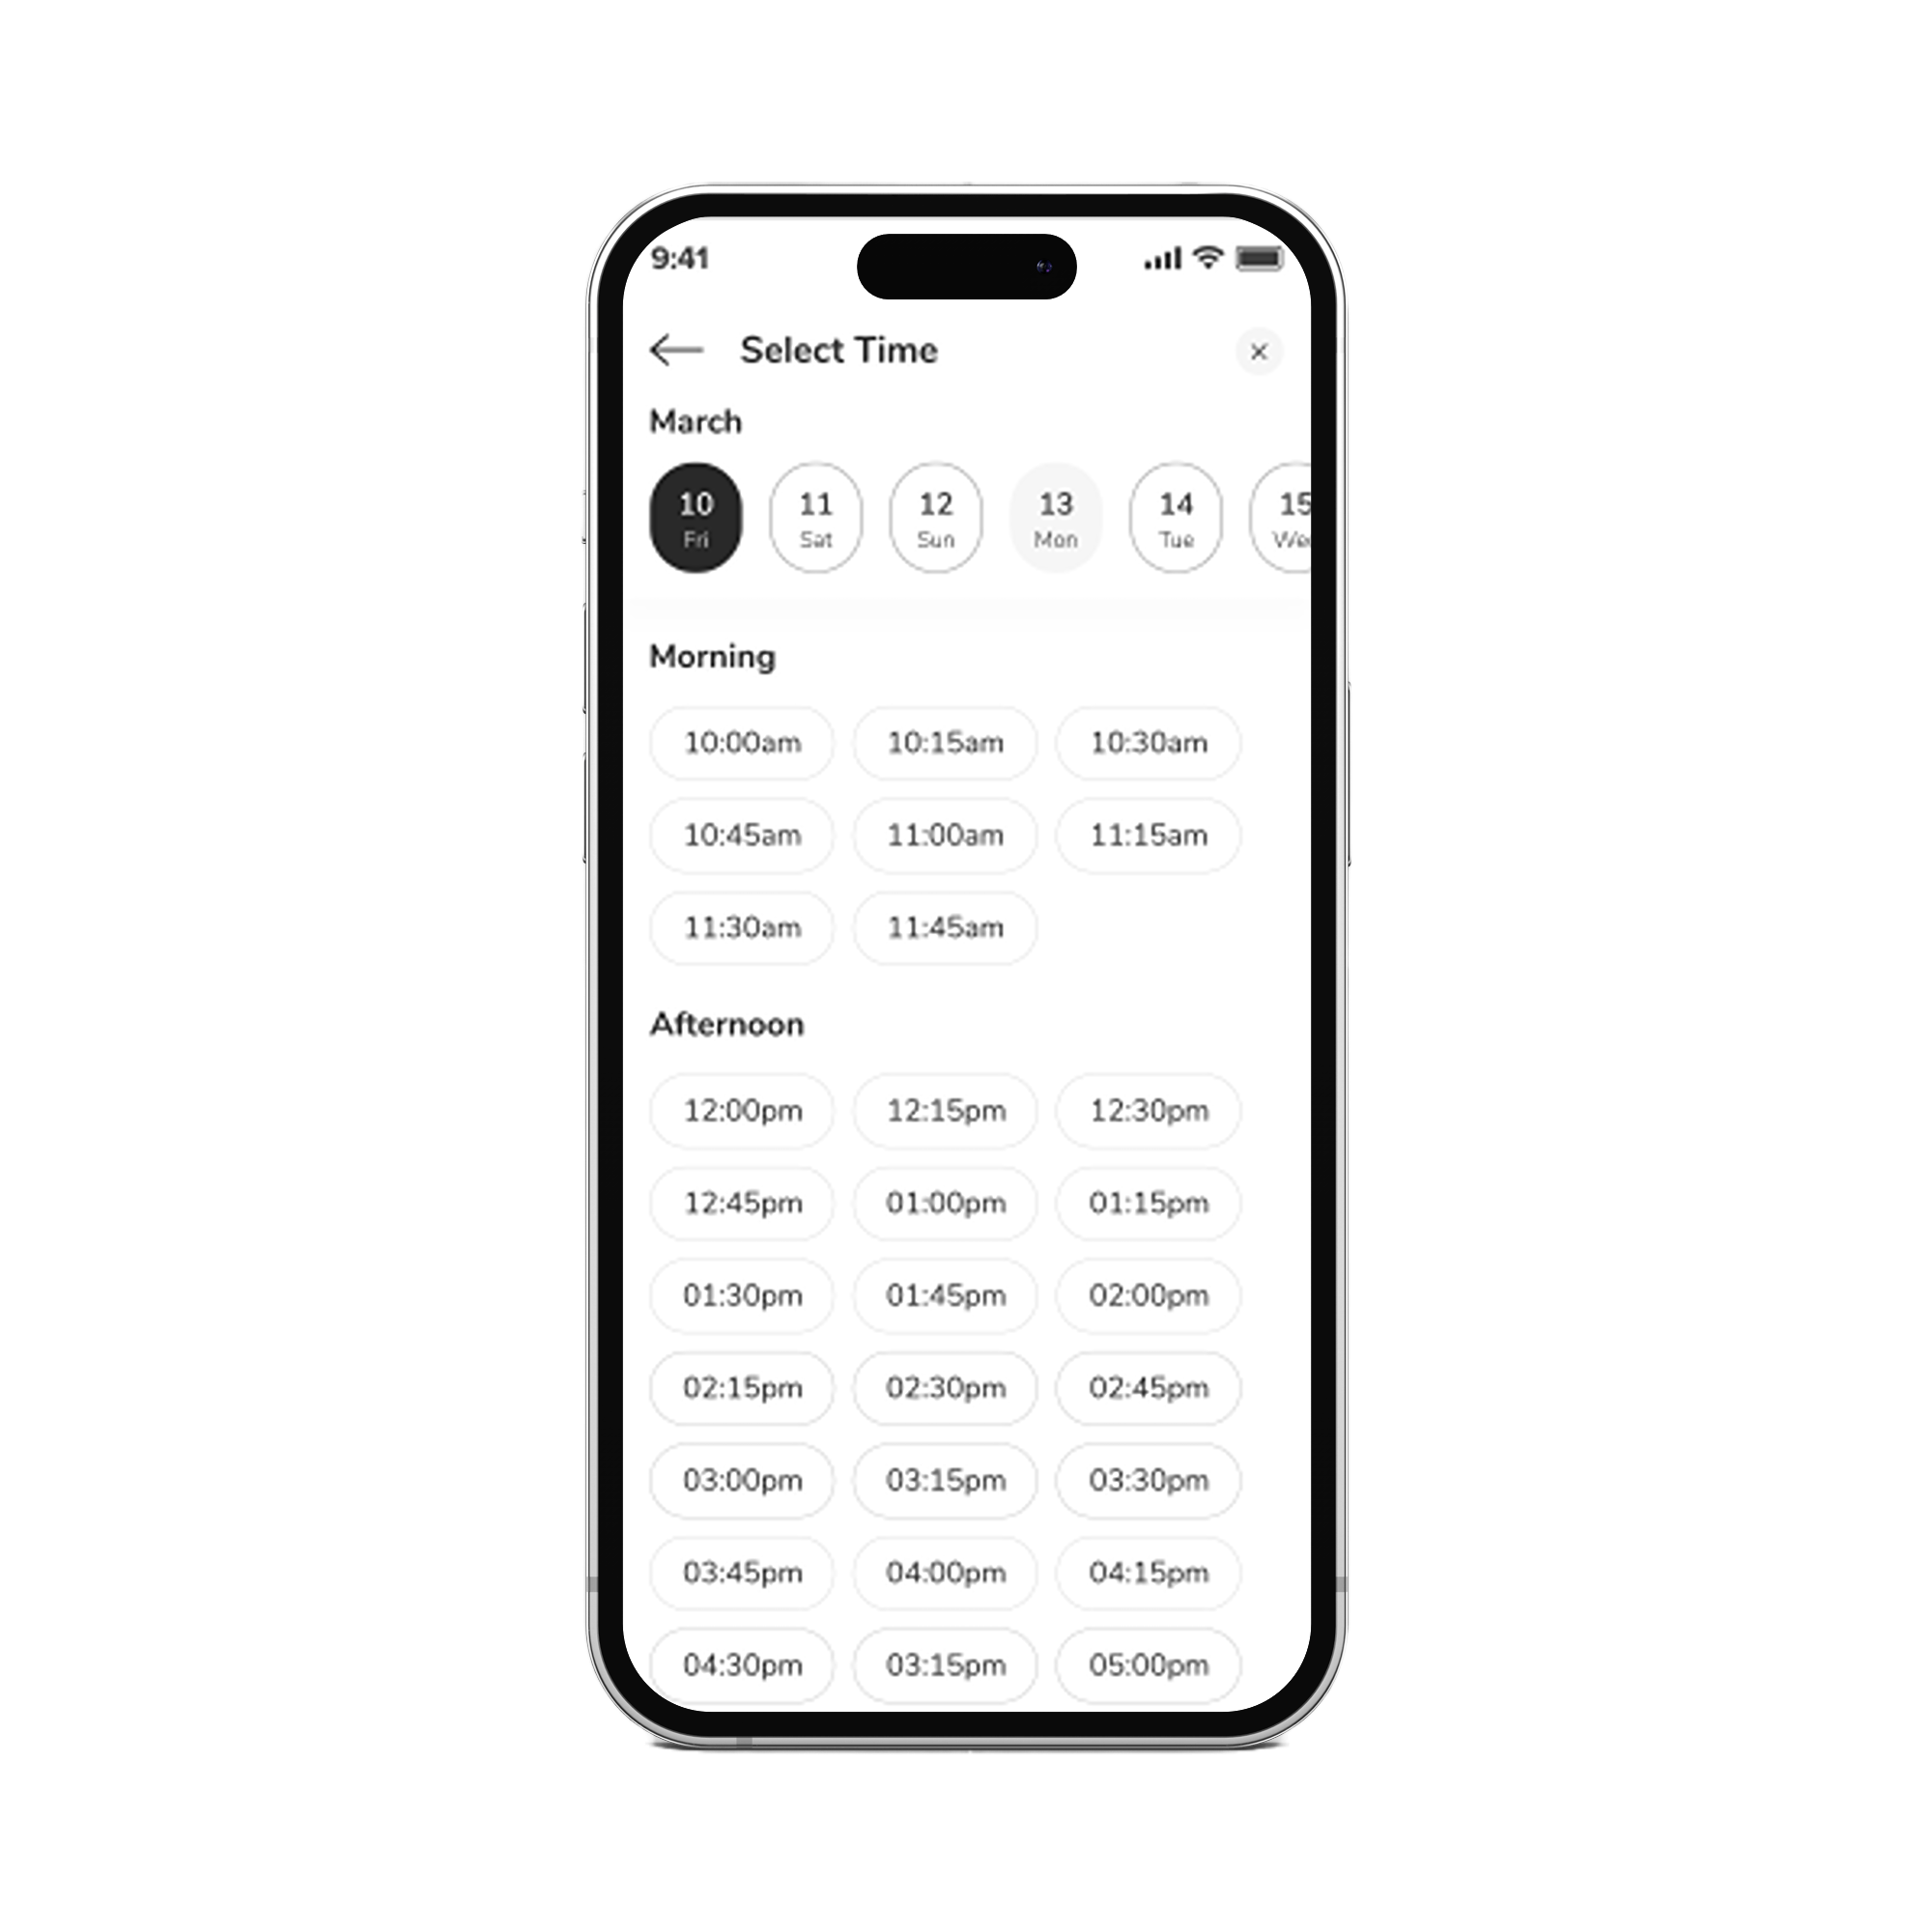 9:41
Select Time
March
10 11 12 13 14 15
Fri Sat Sun Mon Tue
Morning
10:00am 10:15am 10:30am
10:45am 11:00am 11:15am
11:30am 11:45am
Afternoon
12:00pm 12:15pm 12:30pm
12:45pm 01:00pm 01:15pm
01:30pm 01:45pm 02:00pm
02:15pm 02:30pm 02:45pm
03:00pm 03:15pm 03:30pm
03:45pm 04:00pm 04:15pm
04:30pm 03:15pm 05:00pm